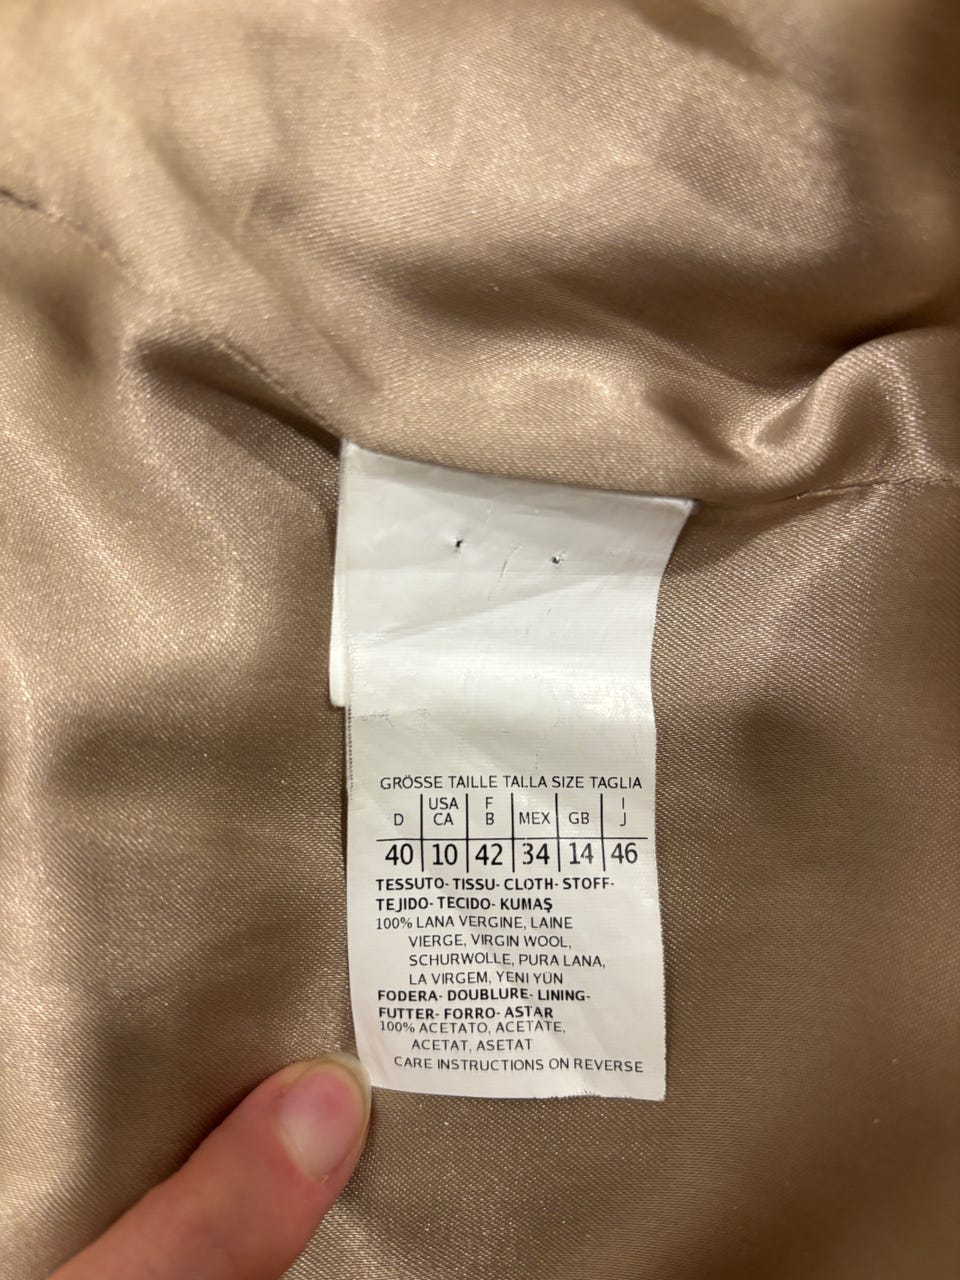 GRÖSSE TAILLE TALLA SIZE TAGLIA
D USA CA F B MEX GB I J
40 10 42 34 14 46
TESSUTO- TISSU- CLOTH- STOFF-
TEJIDO- TECIDO- KUMAŞ
100% LANA VERGINE, LAINE
VIERGE, VIRGIN WOOL,
SCHURWOLLE, PURA LANA,
LA VIRGEM, YENI YÜN
FODERA- DOUBLURE- LINING-
FUTTER- FORRO- ASTAR
100% ACETATO, ACETATE,
ACETAT, ASETAT
CARE INSTRUCTIONS ON REVERSE